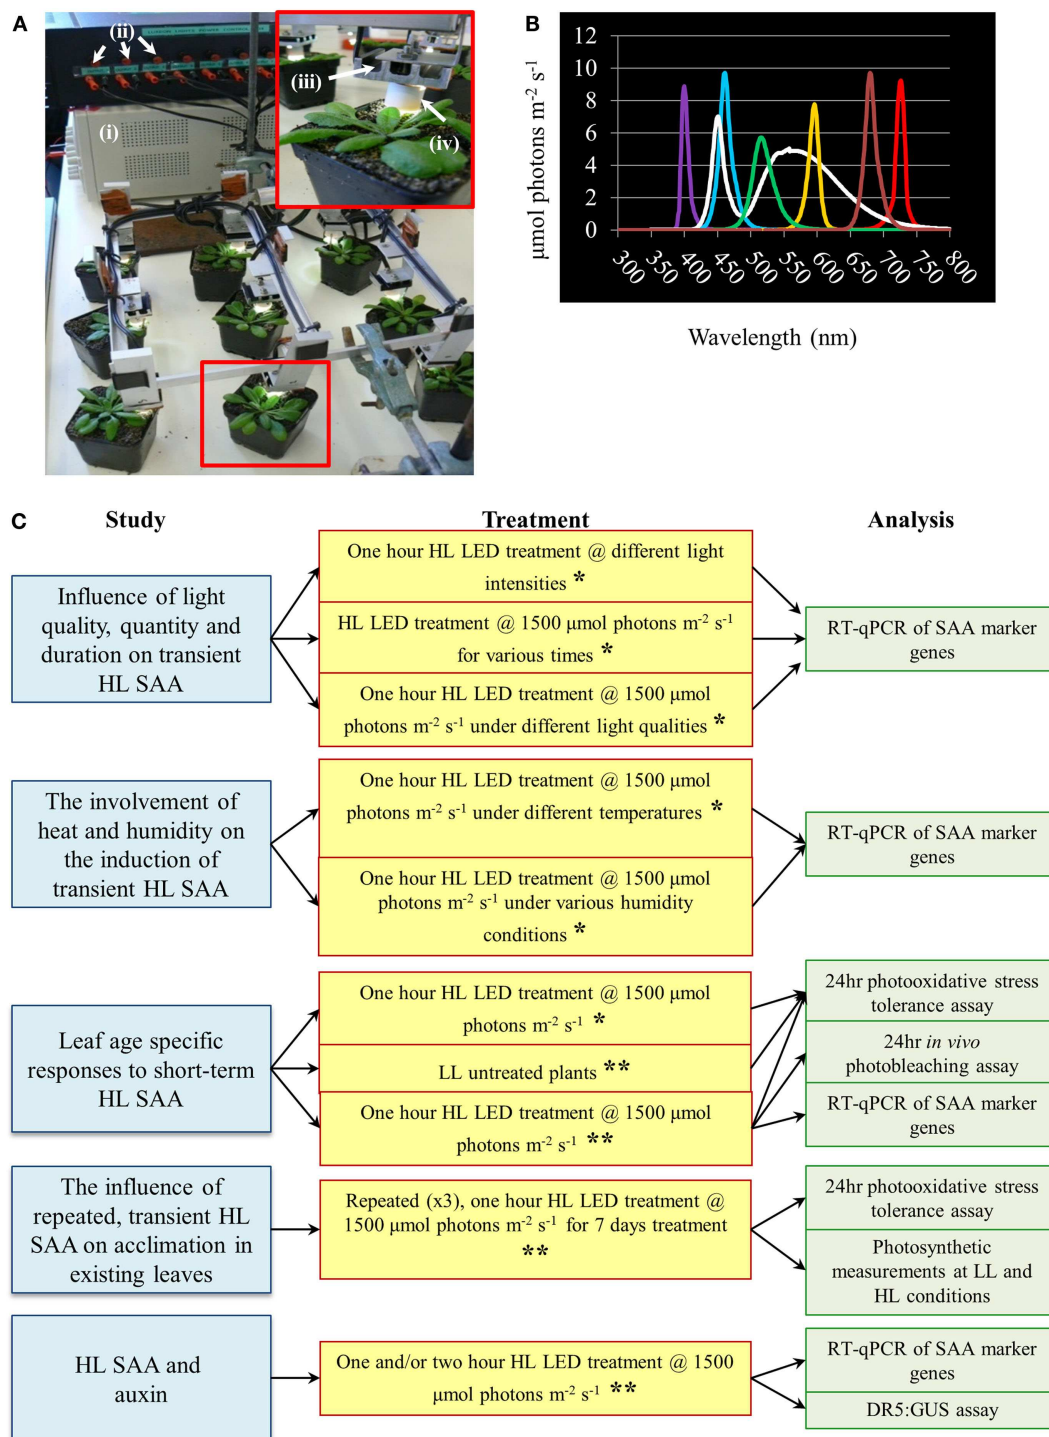 A
(ii)
(i)
(iii)
(iv)
B
12
10
8
6
4
2
0
µmol photons m⁻² s⁻¹
300 350 400 450 500 550 600 650 700 750 800
Wavelength (nm)
C
Study
Treatment
Analysis
Influence of light
quality, quantity and
duration on transient
HL SAA
One hour HL LED treatment @ different light
intensities *
HL LED treatment @ 1500 µmol photons m⁻² s⁻¹
for various times *
One hour HL LED treatment @ 1500 µmol
photons m⁻² s⁻¹ under different light qualities *
RT-qPCR of SAA marker
genes
The involvement of
heat and humidity on
the induction of
transient HL SAA
One hour HL LED treatment @ 1500 µmol
photons m⁻² s⁻¹ under different temperatures *
One hour HL LED treatment @ 1500 µmol
photons m⁻² s⁻¹ under various humidity
conditions *
RT-qPCR of SAA marker
genes
Leaf age specific
responses to short-term
HL SAA
One hour HL LED treatment @ 1500 µmol
photons m⁻² s⁻¹ *
LL untreated plants **
One hour HL LED treatment @ 1500 µmol
photons m⁻² s⁻¹ **
24hr photooxidative stress
tolerance assay
24hr in vivo
photobleaching assay
RT-qPCR of SAA marker
genes
The influence of
repeated, transient HL
SAA on acclimation in
existing leaves
Repeated (x3), one hour HL LED treatment @
1500 µmol photons m⁻² s⁻¹ for 7 days treatment
**
24hr photooxidative stress
tolerance assay
Photosynthetic
measurements at LL and
HL conditions
HL SAA and
auxin
One and/or two hour HL LED treatment @ 1500
µmol photons m⁻² s⁻¹ **
RT-qPCR of SAA marker
genes
DR5:GUS assay